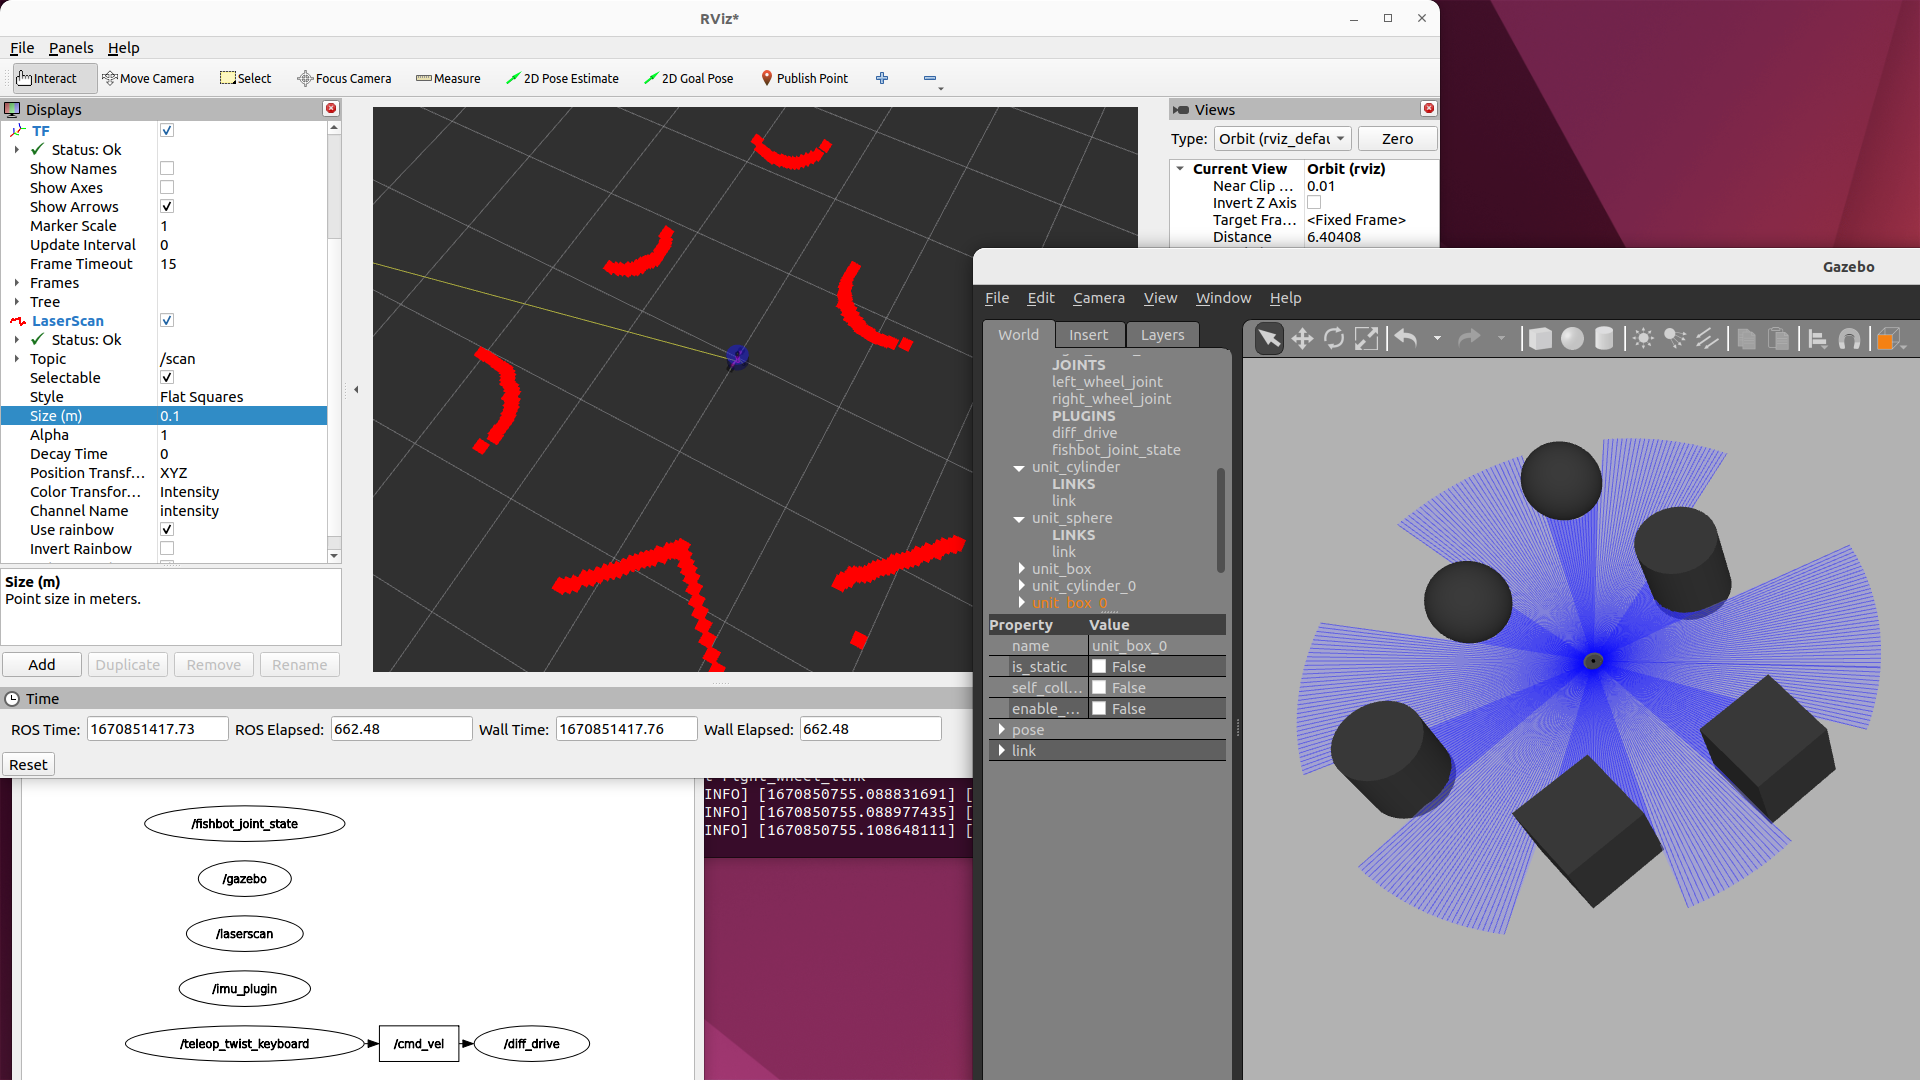 RViz*
File Panels Help
Interact Move Camera Select Focus Camera Measure 2D Pose Estimate 2D Goal Pose Publish Point
Displays
TF
Status: Ok
Show Names
Show Axes
Show Arrows
Marker Scale 1
Update Interval 0
Frame Timeout 15
Frames
Tree
LaserScan
Status: Ok
Topic /scan
Selectable
Style Flat Squares
Size (m) 0.1
Alpha 1
Decay Time 0
Position Transf... XYZ
Color Transfor... Intensity
Channel Name intensity
Use rainbow
Invert Rainbow
Size (m)
Point size in meters.
Add Duplicate Remove Rename
Views
Type: Orbit (rviz_defau Zero
Current View Orbit (rviz)
Near Clip ... 0.01
Invert Z Axis
Target Fra... <Fixed Frame>
Distance 6.40408
Time
ROS Time: 1670851417.73 ROS Elapsed: 662.48 Wall Time: 1670851417.76 Wall Elapsed: 662.48
Reset
INFO] [1670850755.088831691] [
INFO] [1670850755.088977435] [
INFO] [1670850755.108648111] [
/fishbot_joint_state
/gazebo
/laserscan
/imu_plugin
/teleop_twist_keyboard /cmd_vel /diff_drive
Gazebo
File Edit Camera View Window Help
World Insert Layers
JOINTS
left_wheel_joint
right_wheel_joint
PLUGINS
diff_drive
fishbot_joint_state
unit_cylinder
LINKS
link
unit_sphere
LINKS
link
unit_box
unit_cylinder_0
unit_box_0
Property Value
name unit_box_0
is_static False
self_coll... False
enable_... False
pose
link